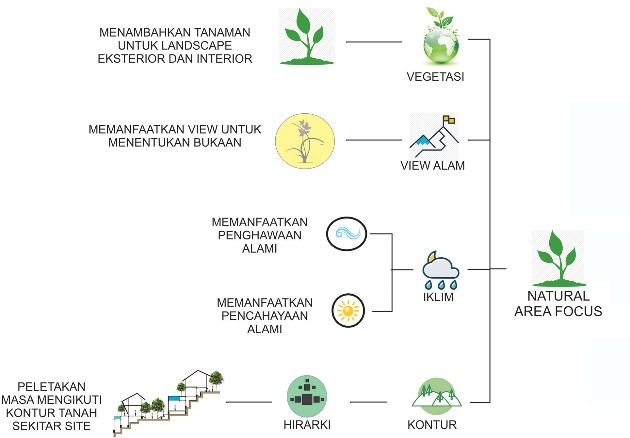 MENAMBAHKAN TANAMAN
UNTUK LANDSCAPE
EKSTERIOR DAN INTERIOR
VEGETASI
MEMANFAATKAN VIEW UNTUK
MENENTUKAN BUKAAN
VIEW ALAM
MEMANFAATKAN
PENGHAWAAN
ALAMI
IKLIM
MEMANFAATKAN
PENCAHAYAAN
ALAMI
NATURAL
AREA FOCUS
PELETAKAN
MASA MENGIKUTI
KONTUR TANAH
SEKITAR SITE
HIRARKI
KONTUR